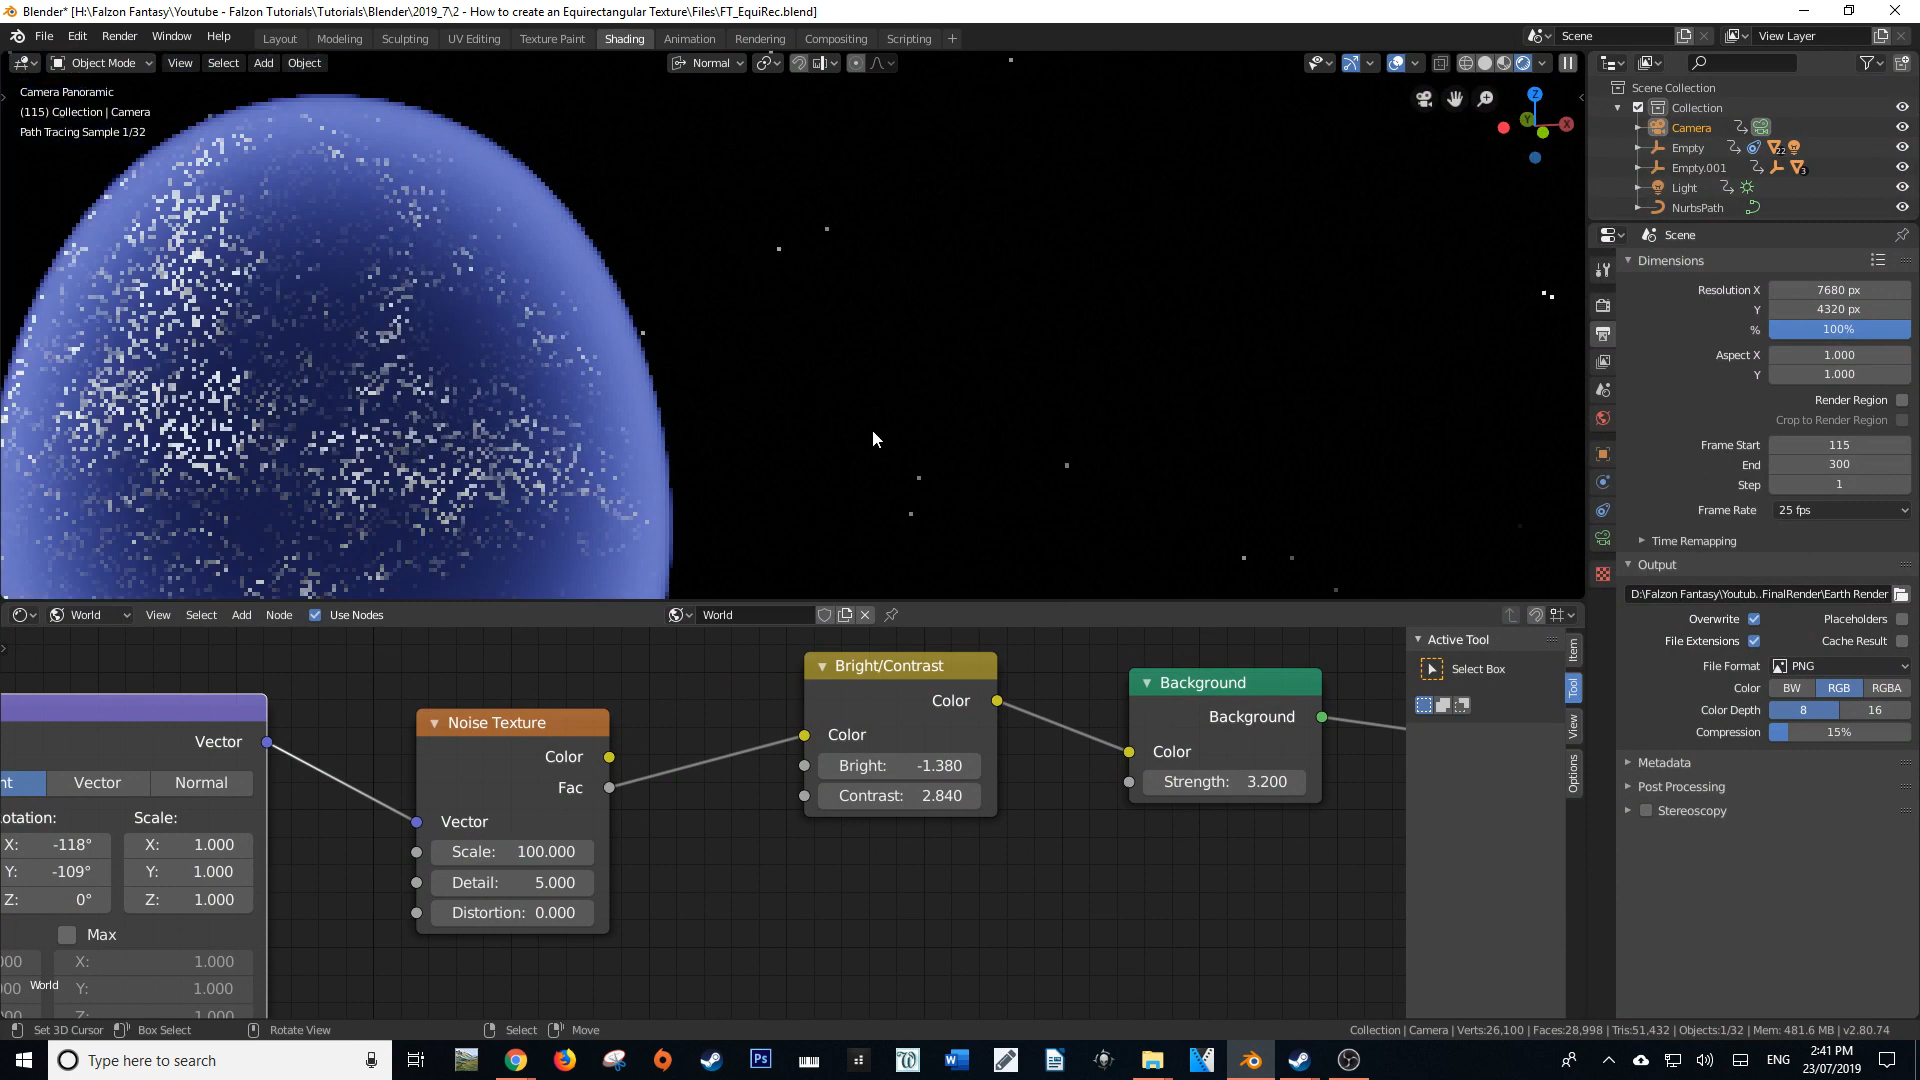 Blender* [H:\Falzon Fantasy\Youtube - Falzon Tutorials\Tutorials\Blender\2019_7\2 - How to create an Equirectangular Texture\Files\FT_EquiRec.blend]
File Edit Render Window Help Layout Modeling Sculpting UV Editing Texture Paint Shading Animation Rendering Compositing Scripting + Scene View Layer
Object Mode View Select Add Object Normal
Camera Panoramic
(115) Collection | Camera
Path Tracing Sample 1/32
Z
Y
X
Scene Collection
Collection
Camera
Empty 22
Empty.001 3
Light
NurbsPath
Scene
Dimensions
Resolution X 7680 px
Y 4320 px
% 100%
Aspect X 1.000
Y 1.000
Render Region
Crop to Render Region
Frame Start 115
End 300
Step 1
Frame Rate 25 fps
Time Remapping
Output
D:\Falzon Fantasy\Youtub..FinalRender\Earth Render
Overwrite Placeholders
File Extensions Cache Result
File Format PNG
Color BW RGB RGBA
Color Depth 8 16
Compression 15%
Metadata
Post Processing
Stereoscopy
World View Select Add Node Use Nodes World
Vector
nt Vector Normal
otation: Scale:
X: -118° X: 1.000
Y: -109° Y: 1.000
Z: 0° Z: 1.000
Max
000 X: 1.000
000 Y: 1.000
World
Noise Texture
Color
Fac
Vector
Scale: 100.000
Detail: 5.000
Distortion: 0.000
Bright/Contrast
Color
Color
Bright: -1.380
Contrast: 2.840
Background
Background
Color
Strength: 3.200
Active Tool
Select Box
Item
Tool
View
Options
Set 3D Cursor Box Select Rotate View Select Move Collection | Camera | Verts:26,100 | Faces:28,998 | Tris:51,432 | Objects:1/32 | Mem: 481.6 MB | v2.80.74
Type here to search
Ps
ENG
2:41 PM
23/07/2019